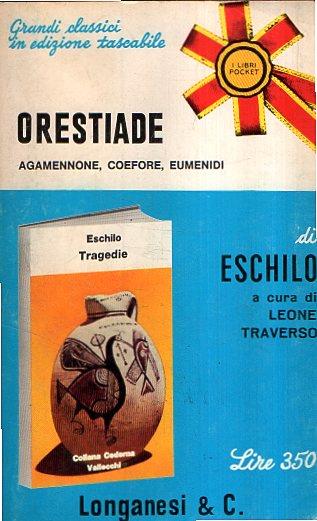 Grandi classici
in edizione tascabile
I LIBRI
POCKET
ORESTIADE
AGAMENNONE, COEFORE, EUMENIDI
Eschilo
Tragedie
Collana Cederna
Vallecchi
di
ESCHILO
a cura di
LEONE
TRAVERSO
Lire 350
Longanesi & C.